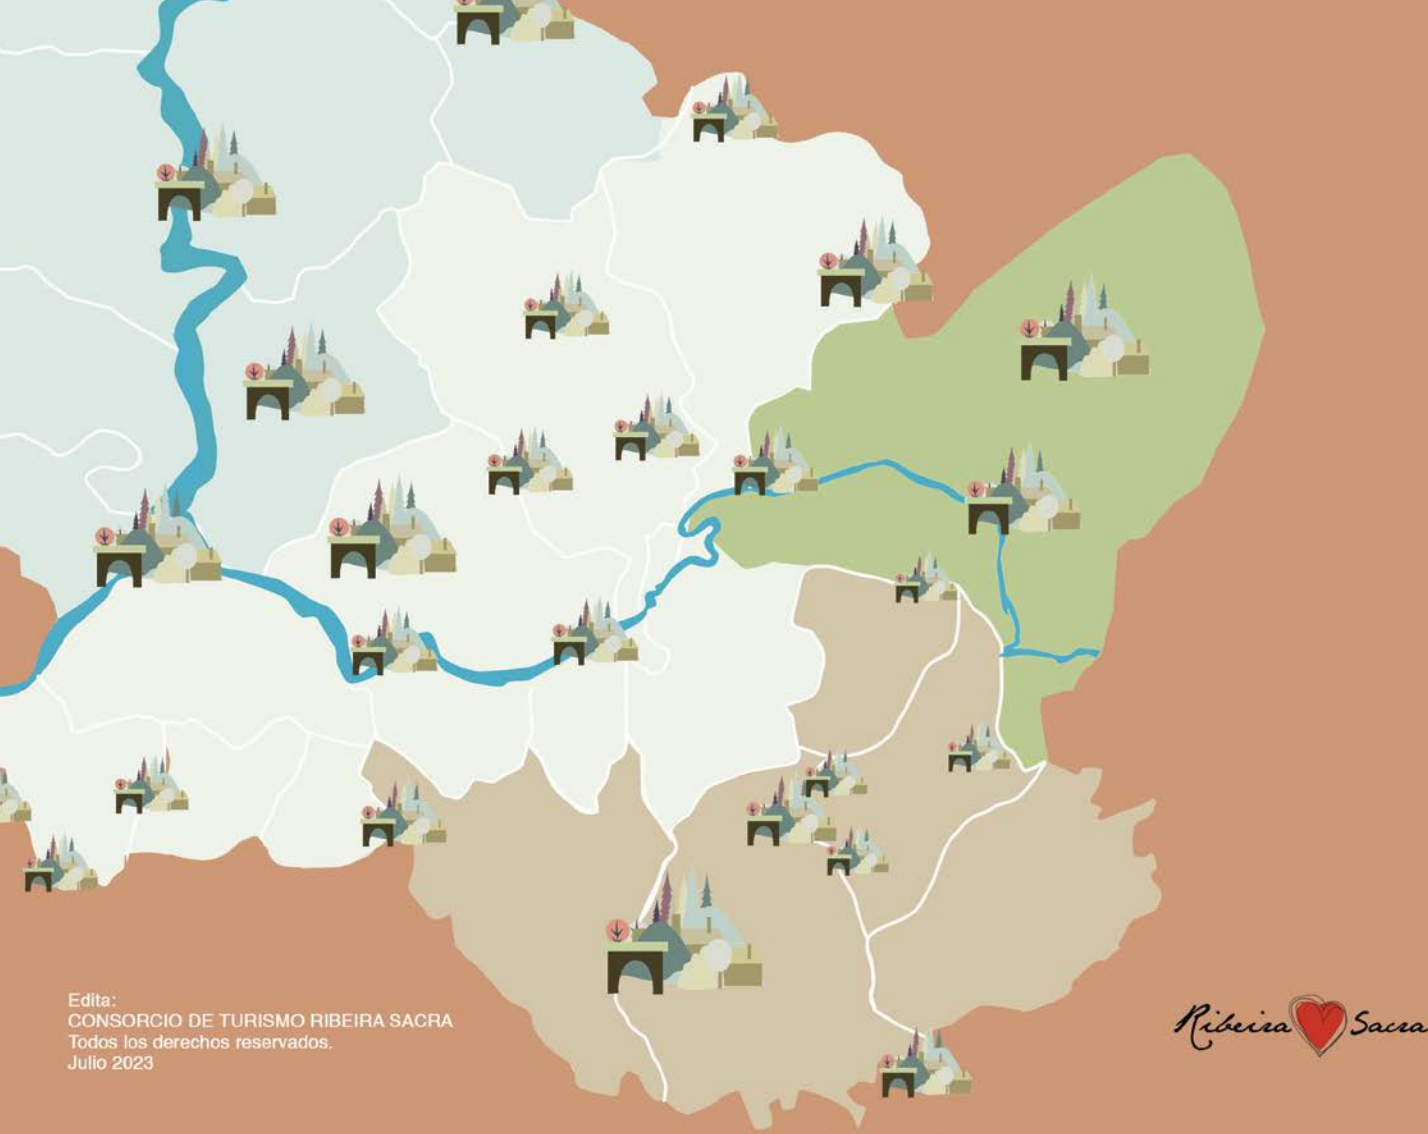 Edita:
CONSORCIO DE TURISMO RIBEIRA SACRA
Todos los derechos reservados.
Julio 2023
Ribeira Sacra